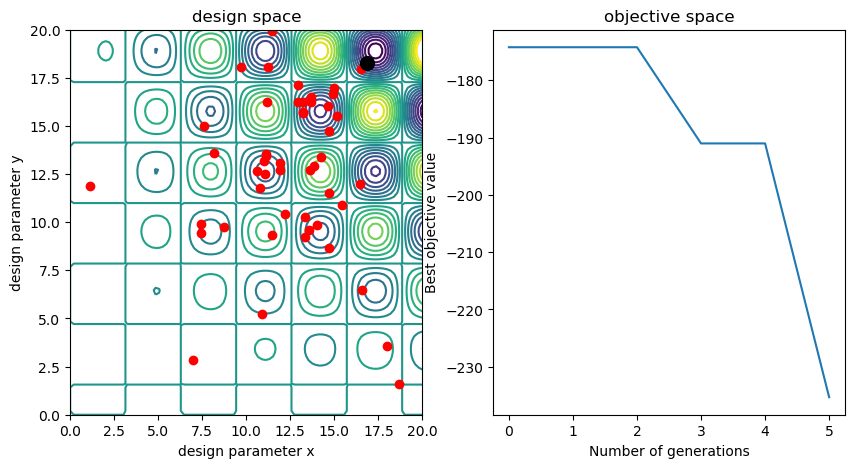 design space
20.0
17.5
15.0
12.5
10.0
7.5
5.0
2.5
0.0
design parameter y
0.0 2.5 5.0 7.5 10.0 12.5 15.0 17.5 20.0
design parameter x
objective space
−180
−190
−200
−210
−220
−230
Best objective value
0 1 2 3 4 5
Number of generations